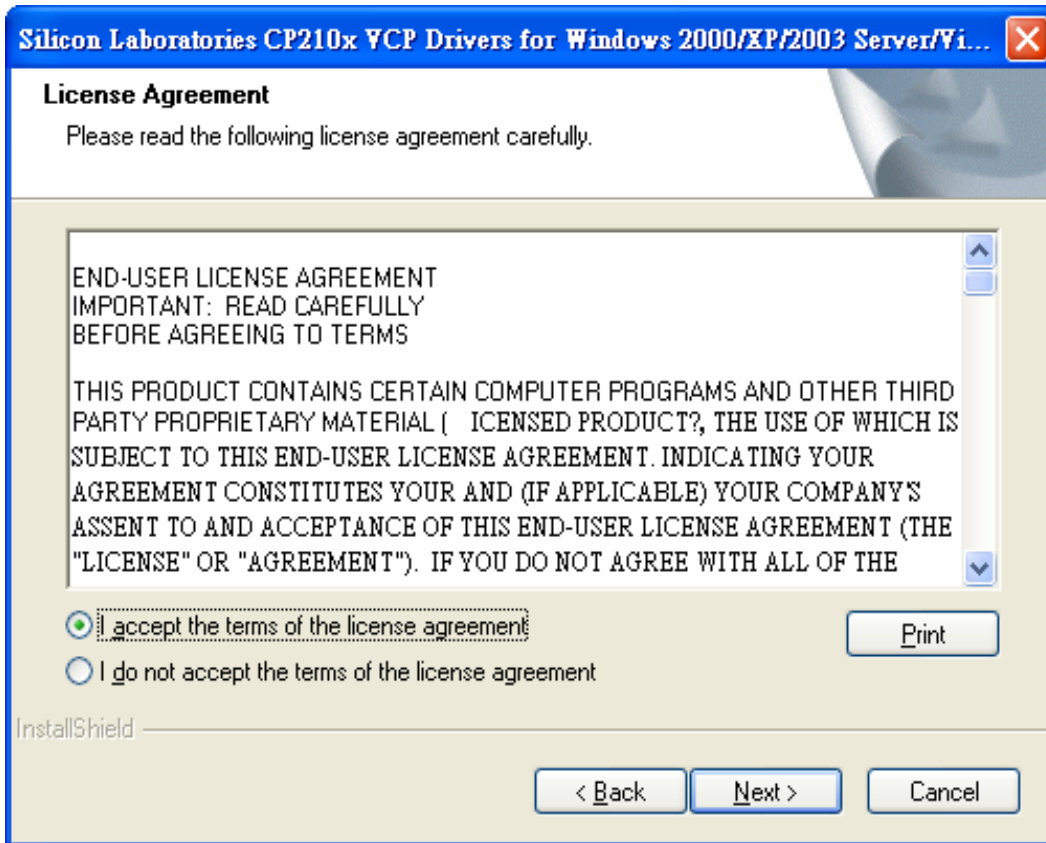 Silicon Laboratories CP210x VCP Drivers for Windows 2000/XP/2003 Server/Vi...
License Agreement
Please read the following license agreement carefully.
END-USER LICENSE AGREEMENT
IMPORTANT:  READ CAREFULLY
BEFORE AGREEING TO TERMS
THIS PRODUCT CONTAINS CERTAIN COMPUTER PROGRAMS AND OTHER THIRD
PARTY PROPRIETARY MATERIAL (   ICENSED PRODUCT?, THE USE OF WHICH IS
SUBJECT TO THIS END-USER LICENSE AGREEMENT. INDICATING YOUR
AGREEMENT CONSTITUTES YOUR AND (IF APPLICABLE) YOUR COMPANY'S
ASSENT TO AND ACCEPTANCE OF THIS END-USER LICENSE AGREEMENT (THE
"LICENSE" OR "AGREEMENT").  IF YOU DO NOT AGREE WITH ALL OF THE
I accept the terms of the license agreement
Print
I do not accept the terms of the license agreement
InstallShield
< Back
Next >
Cancel